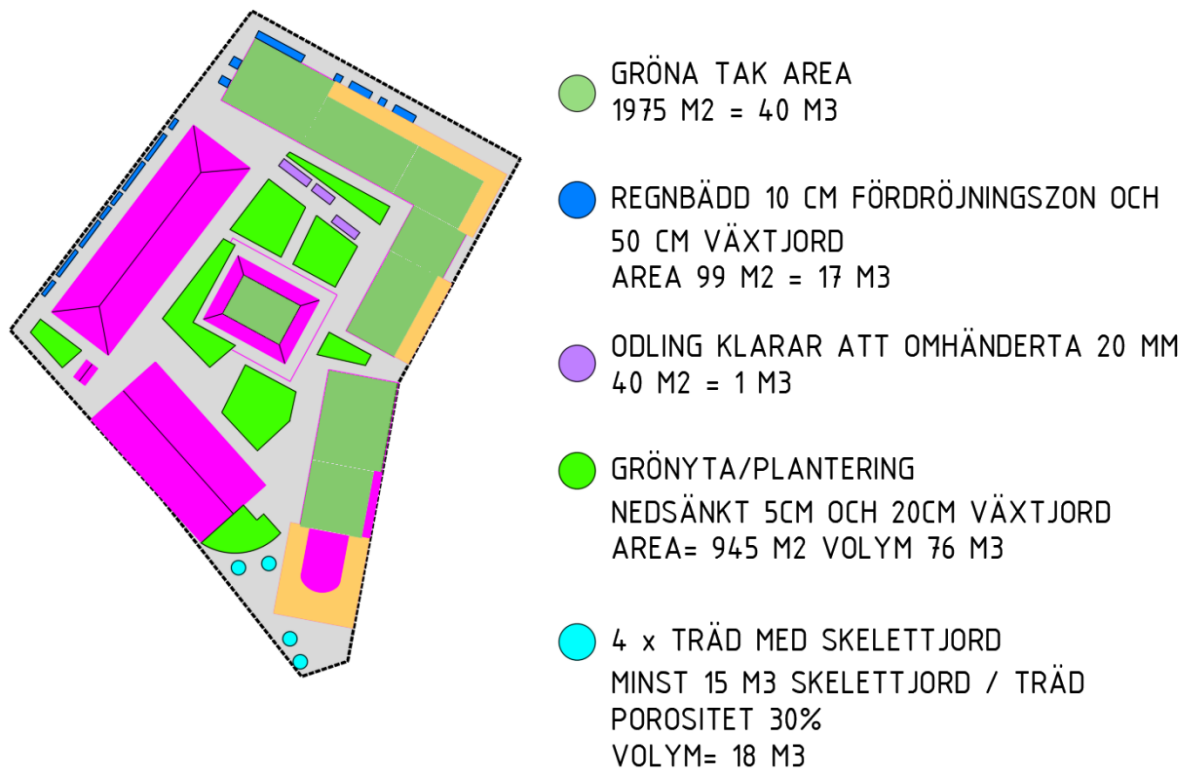 GRÖNA TAK AREA
1975 M2 = 40 M3
REGNBÄDD 10 CM FÖRDRÖJNINGSZON OCH
50 CM VÄXTJORD
AREA 99 M2 = 17 M3
ODLING KLARAR ATT OMHÄNDERTA 20 MM
40 M2 = 1 M3
GRÖNYTA/PLANTERING
NEDSÄNKT 5CM OCH 20CM VÄXTJORD
AREA= 945 M2 VOLYM 76 M3
4 x TRÄD MED SKELETTJORD
MINST 15 M3 SKELETTJORD / TRÄD
POROSITET 30%
VOLYM= 18 M3